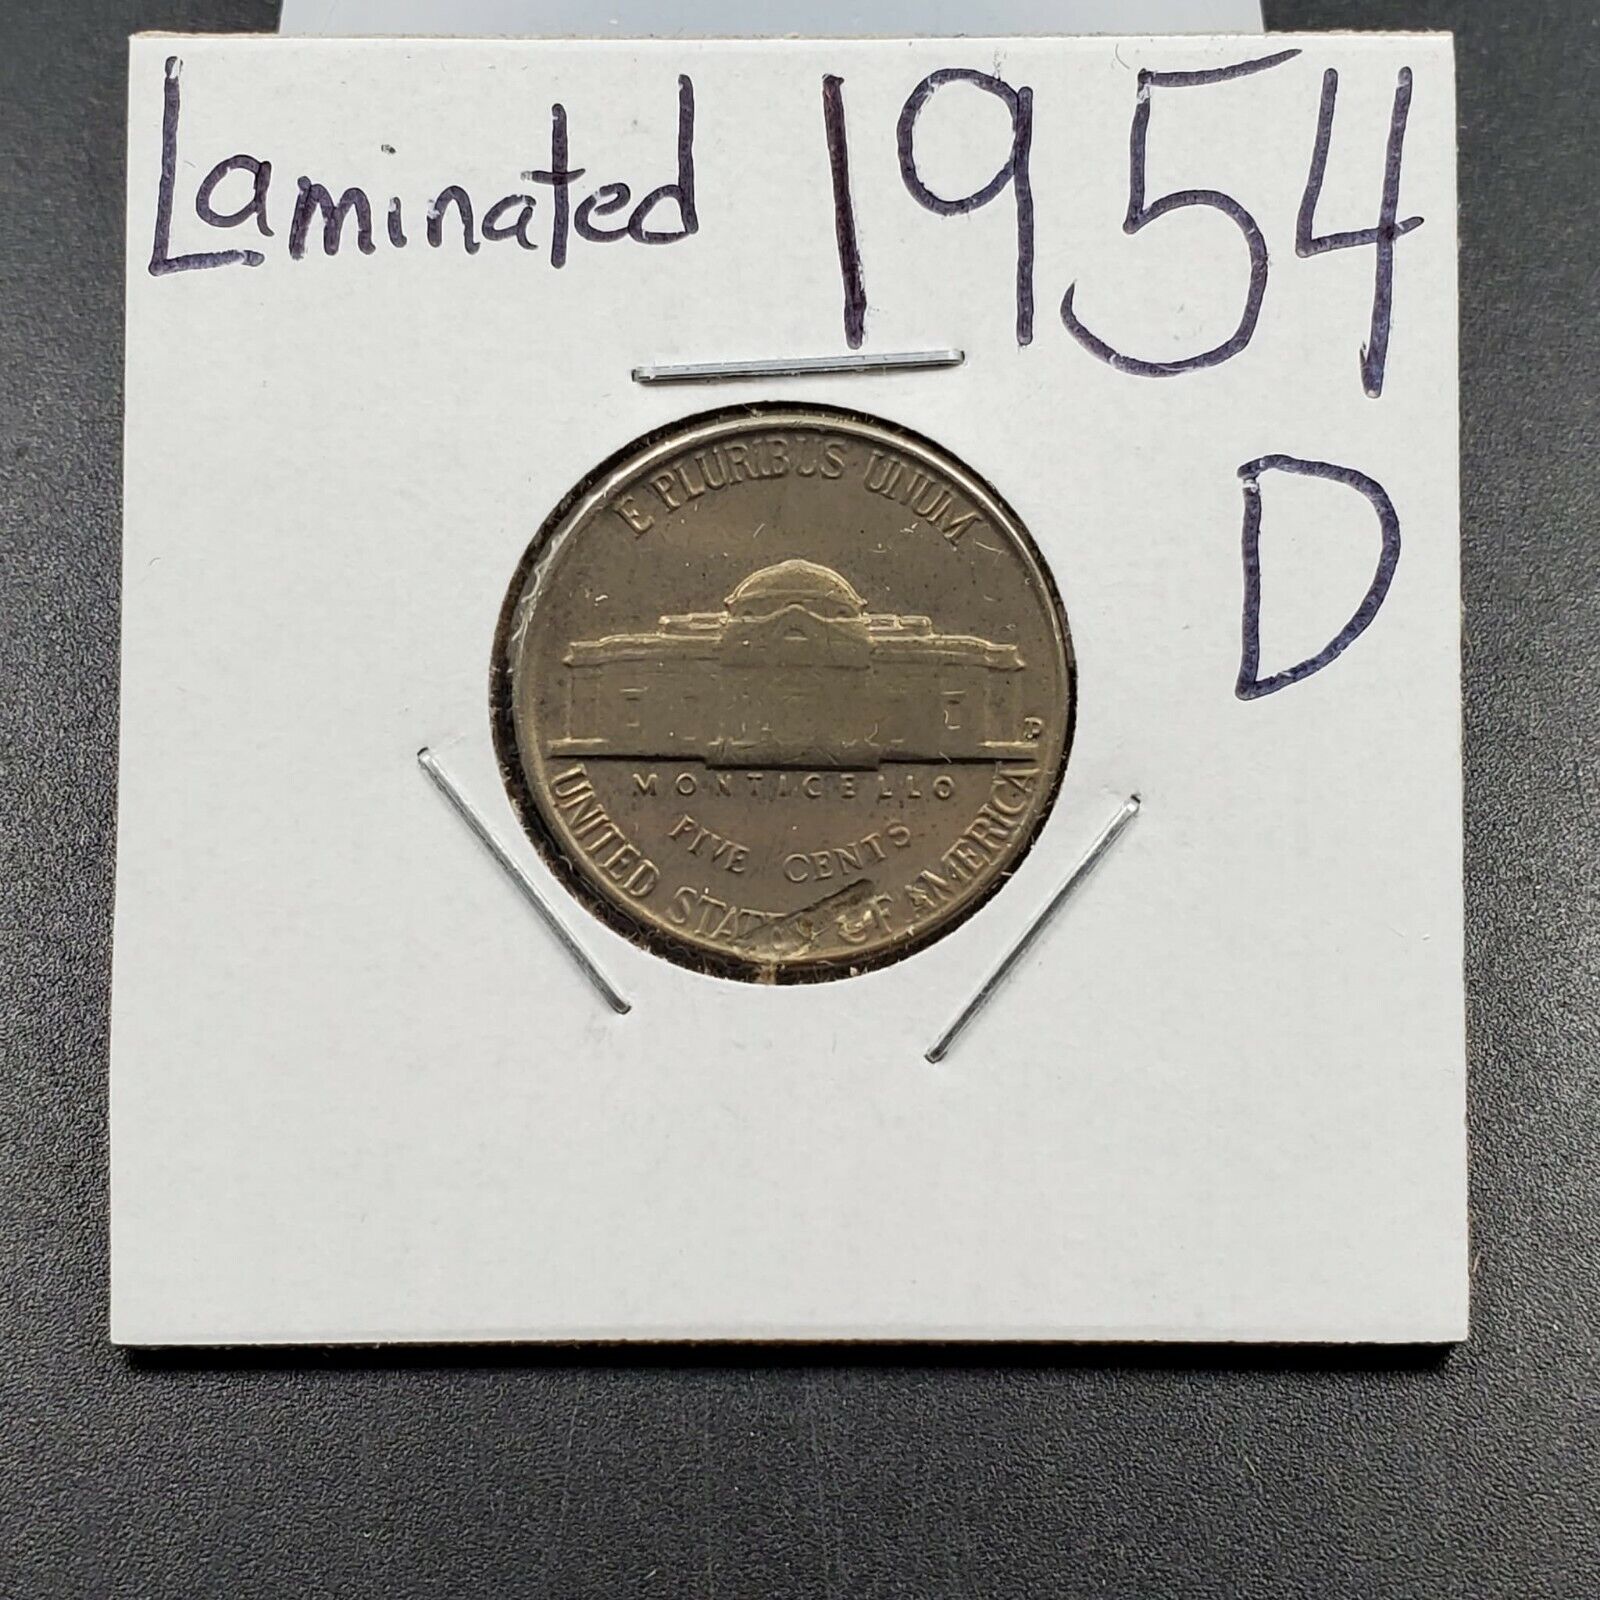 Laminated 1954
D
E PLURIBUS UNUM
D
MONTICELLO
FIVE CENTS
UNITED STATES OF AMERICA